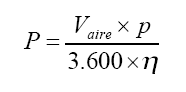 P = V_aire × p / 3.600 × η